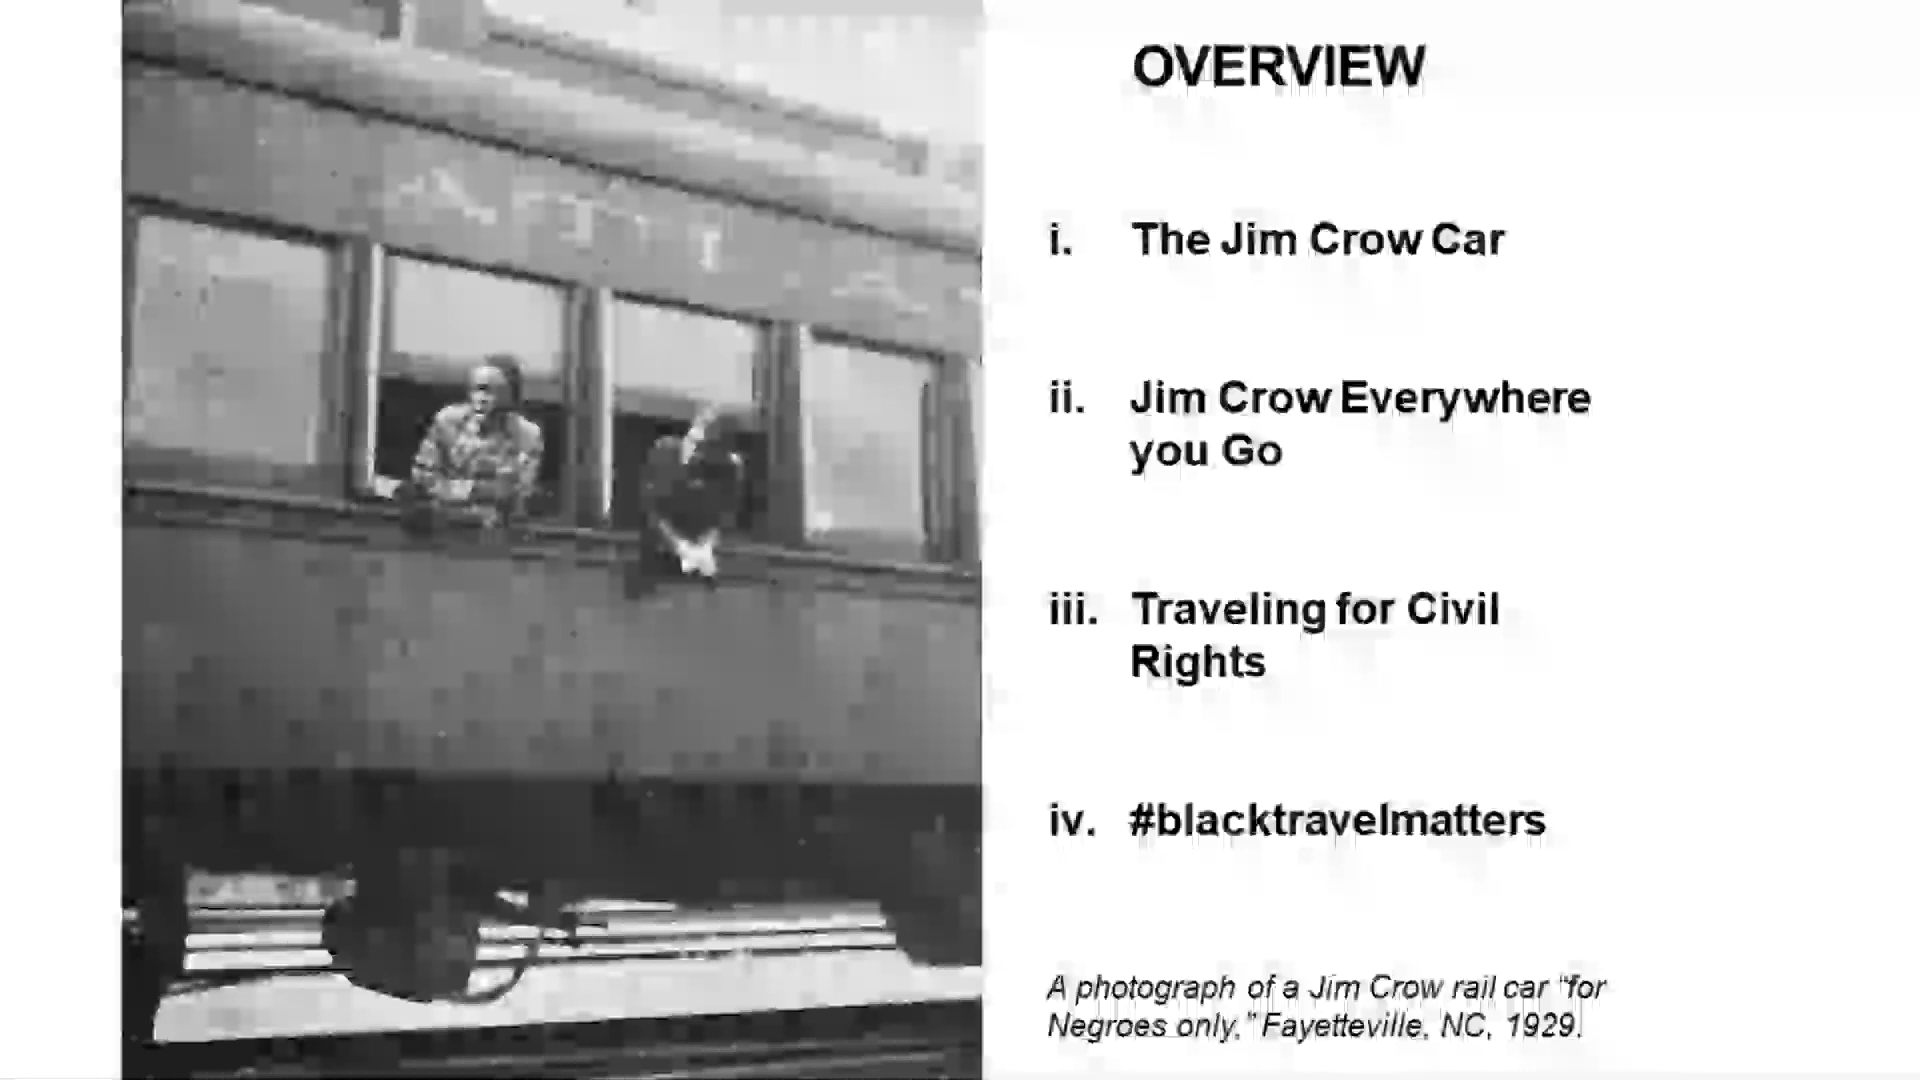 OVERVIEW
i. The Jim Crow Car
ii. Jim Crow Everywhere
you Go
iii. Traveling for Civil
Rights
iv. #blacktravelmatters
A photograph of a Jim Crow rail car “for
Negroes only,” Fayetteville, NC, 1929.